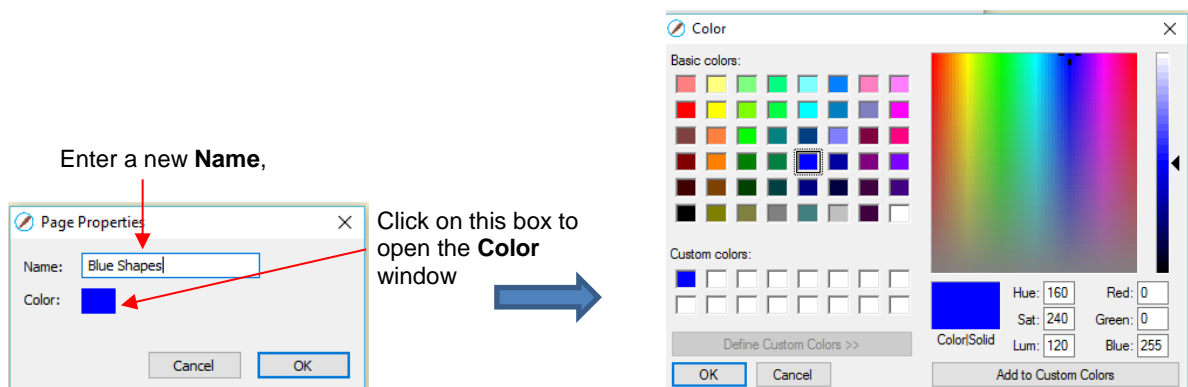 Enter a new Name,
Page Properties
Name: Blue Shapes
Color:
Cancel OK
Click on this box to
open the Color
window
Color
Basic colors:
Custom colors:
Define Custom Colors >>
OK Cancel
Color|Solid
Hue: 160 Red: 0
Sat: 240 Green: 0
Lum: 120 Blue: 255
Add to Custom Colors